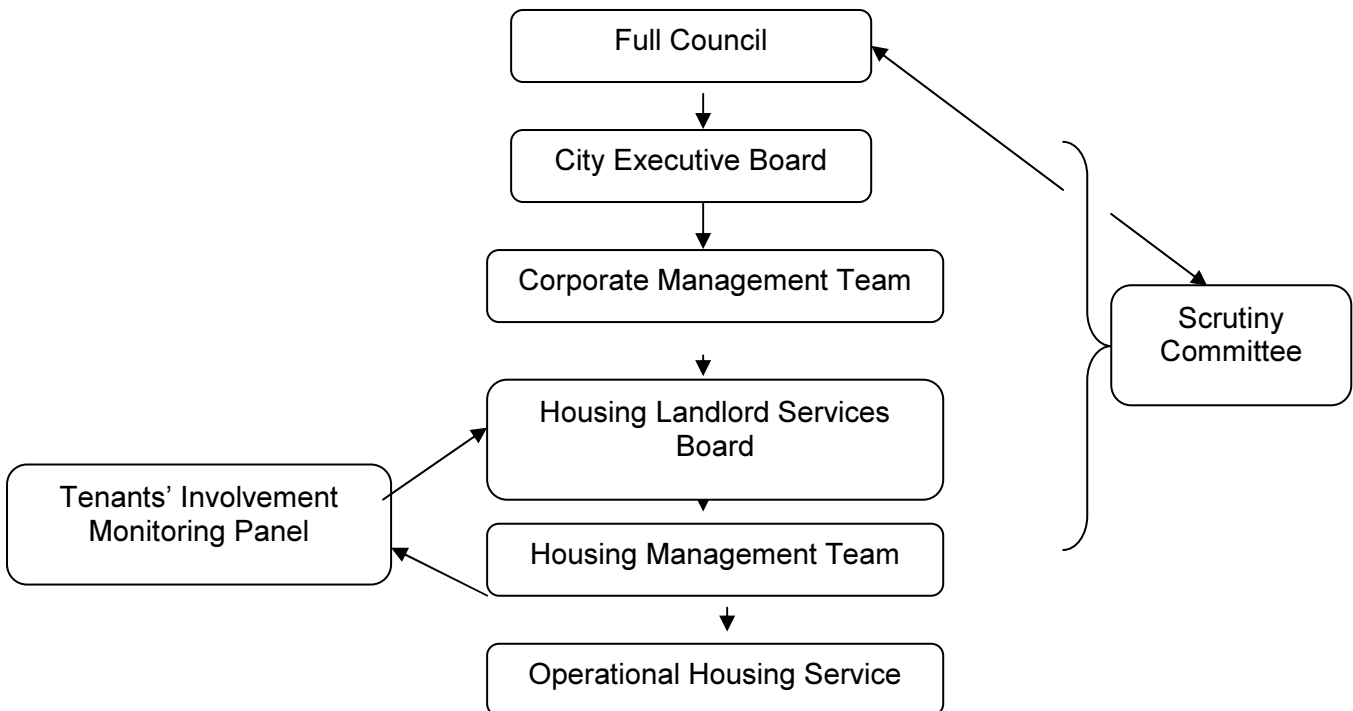 Full Council
City Executive Board
Corporate Management Team
Scrutiny
Committee
Housing Landlord Services
Board
Tenants’ Involvement
Monitoring Panel
Housing Management Team
Operational Housing Service